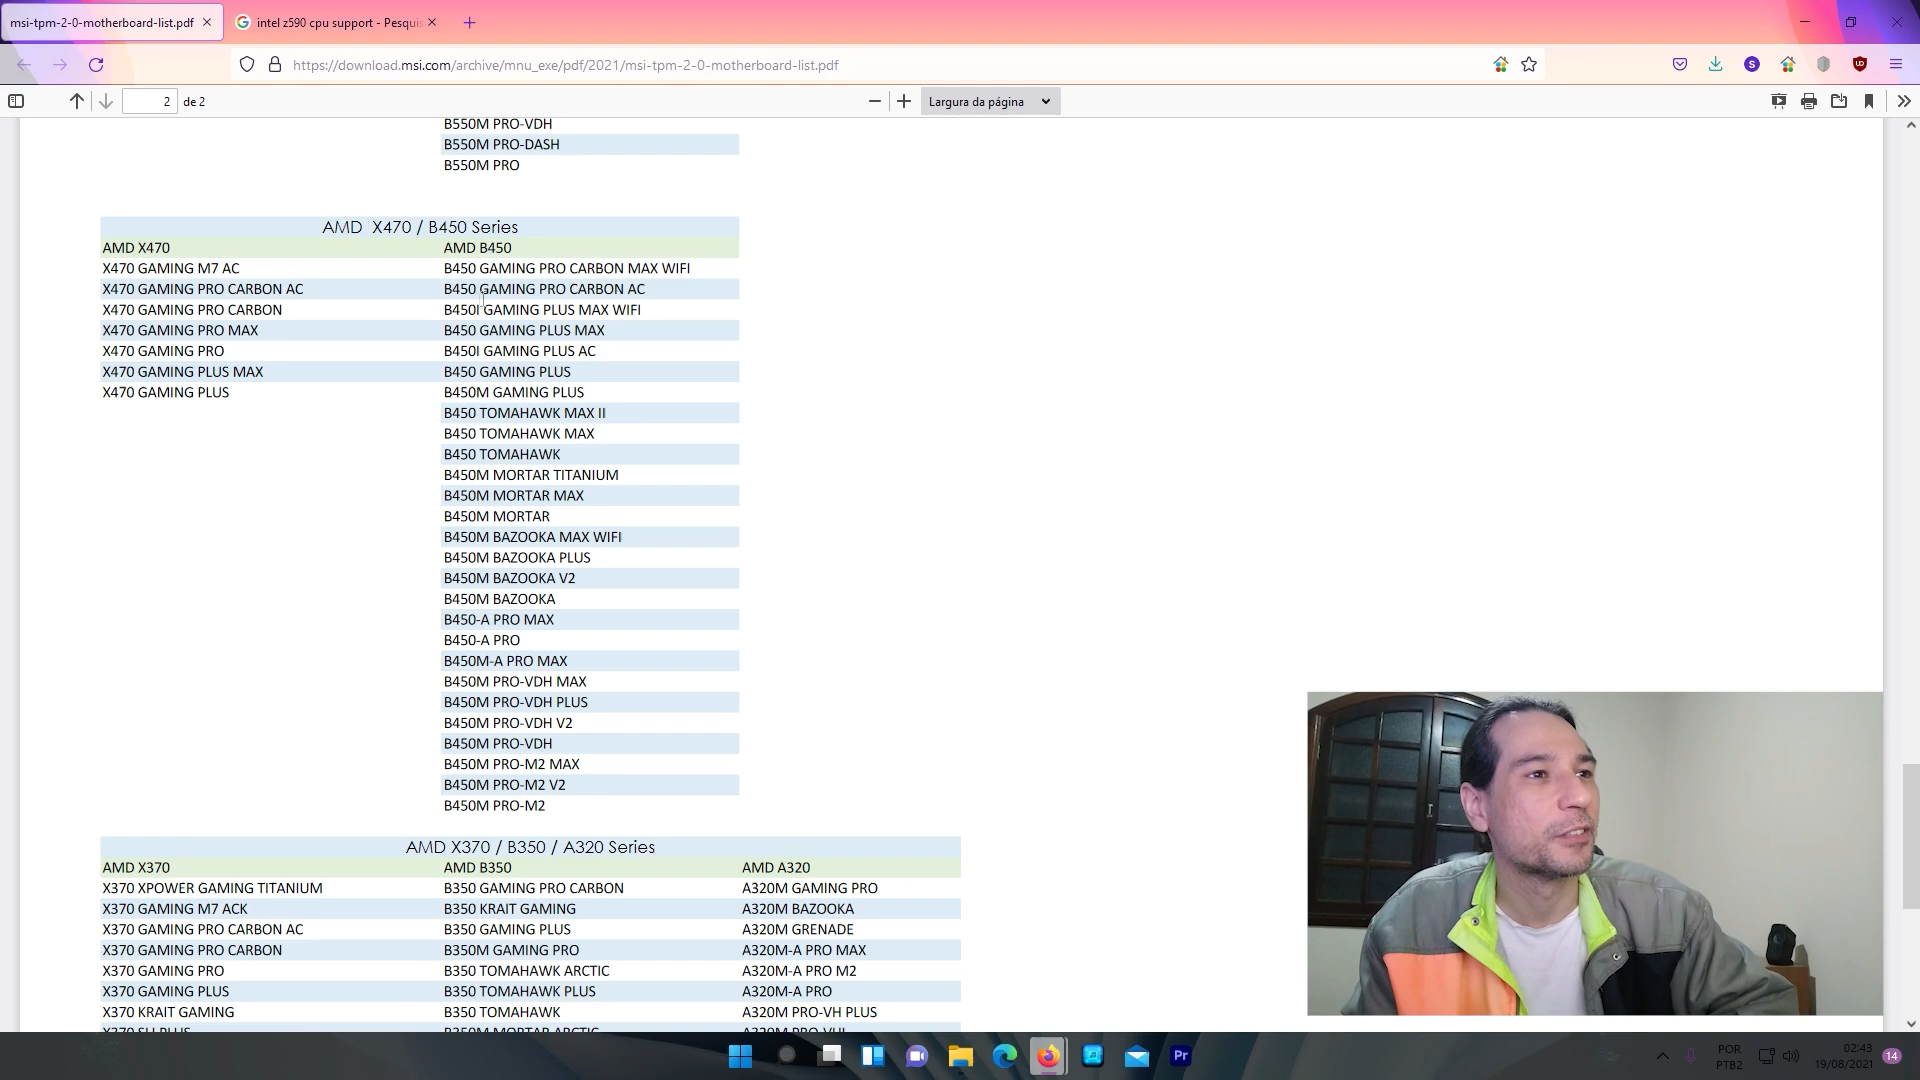 msi-tpm-2-0-motherboard-list.pdf
intel z590 cpu support - Pesquis
https://download.msi.com/archive/mnu_exe/pdf/2021/msi-tpm-2-0-motherboard-list.pdf
2 de 2
Largura da página
B550M PRO-VDH
B550M PRO-DASH
B550M PRO
AMD X470 / B450 Series
AMD X470 AMD B450
X470 GAMING M7 AC B450 GAMING PRO CARBON MAX WIFI
X470 GAMING PRO CARBON AC B450 GAMING PRO CARBON AC
X470 GAMING PRO CARBON B450I GAMING PLUS MAX WIFI
X470 GAMING PRO MAX B450 GAMING PLUS MAX
X470 GAMING PRO B450I GAMING PLUS AC
X470 GAMING PLUS MAX B450 GAMING PLUS
X470 GAMING PLUS B450M GAMING PLUS
B450 TOMAHAWK MAX II
B450 TOMAHAWK MAX
B450 TOMAHAWK
B450M MORTAR TITANIUM
B450M MORTAR MAX
B450M MORTAR
B450M BAZOOKA MAX WIFI
B450M BAZOOKA PLUS
B450M BAZOOKA V2
B450M BAZOOKA
B450-A PRO MAX
B450-A PRO
B450M-A PRO MAX
B450M PRO-VDH MAX
B450M PRO-VDH PLUS
B450M PRO-VDH V2
B450M PRO-VDH
B450M PRO-M2 MAX
B450M PRO-M2 V2
B450M PRO-M2
AMD X370 / B350 / A320 Series
AMD X370 AMD B350 AMD A320
X370 XPOWER GAMING TITANIUM B350 GAMING PRO CARBON A320M GAMING PRO
X370 GAMING M7 ACK B350 KRAIT GAMING A320M BAZOOKA
X370 GAMING PRO CARBON AC B350 GAMING PLUS A320M GRENADE
X370 GAMING PRO CARBON B350M GAMING PRO A320M-A PRO MAX
X370 GAMING PRO B350 TOMAHAWK ARCTIC A320M-A PRO M2
X370 GAMING PLUS B350 TOMAHAWK PLUS A320M-A PRO
X370 KRAIT GAMING B350 TOMAHAWK A320M PRO-VH PLUS
X370 SLI PLUS B350M MORTAR ARCTIC
Pr
POR
PTB2
02:43
19/08/2021
14